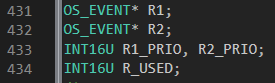 431 OS_EVENT* R1;
432 OS_EVENT* R2;
433 INT16U R1_PRIO, R2_PRIO;
434 INT16U R_USED;